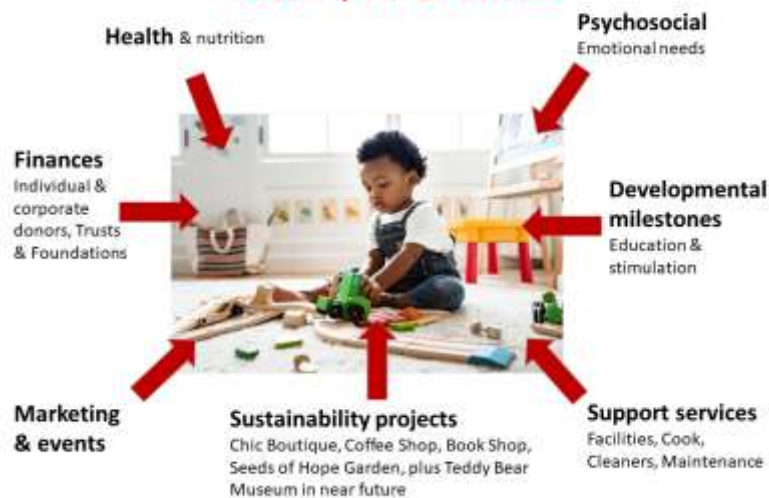 Health & nutrition
Psychosocial
Emotional needs
Finances
Individual &
corporate
donors, Trusts
& Foundations
Developmental
milestones
Education &
stimulation
Marketing
& events
Sustainability projects
Chic Boutique, Coffee Shop, Book Shop,
Seeds of Hope Garden, plus Teddy Bear
Museum in near future
Support services
Facilities, Cook,
Cleaners, Maintenance